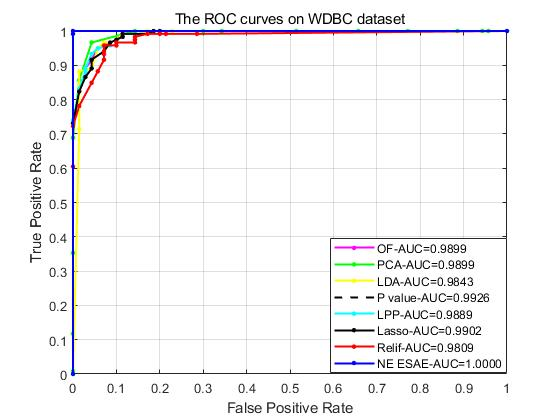 The ROC curves on WDBC dataset
1
0.9
0.8
0.7
0.6
0.5
0.4
0.3
0.2
0.1
0
True Positive Rate
OF-AUC=0.9899
PCA-AUC=0.9899
LDA-AUC=0.9843
P value-AUC=0.9926
LPP-AUC=0.9889
Lasso-AUC=0.9902
Relif-AUC=0.9809
NE ESAE-AUC=1.0000
0 0.1 0.2 0.3 0.4 0.5 0.6 0.7 0.8 0.9 1
False Positive Rate